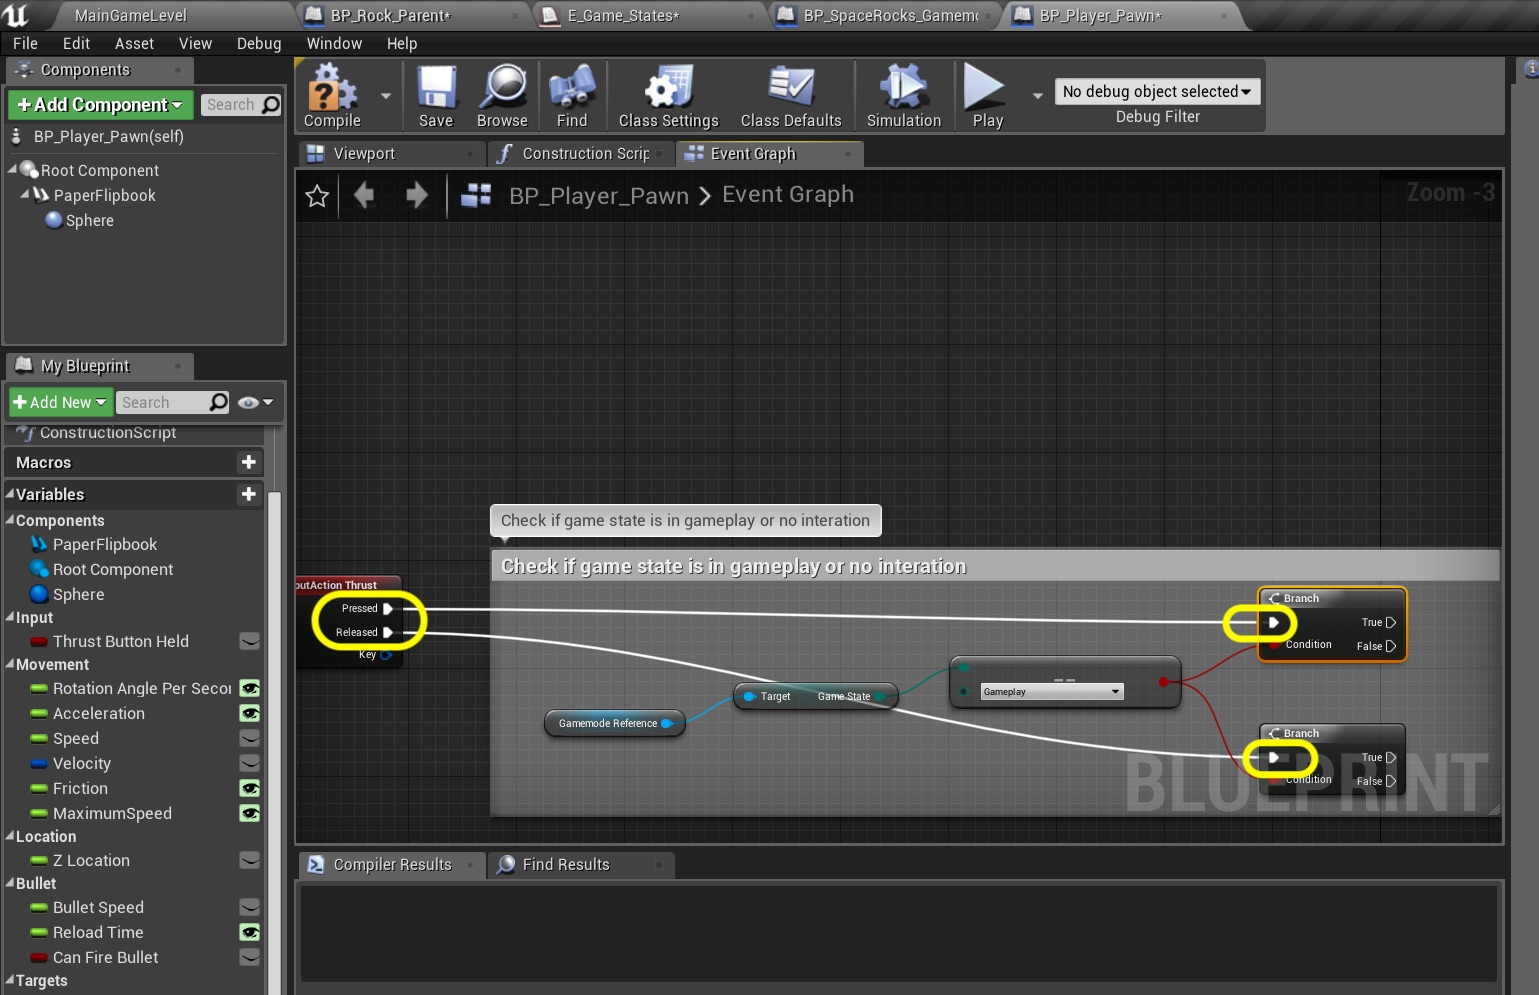 MainGameLevel
BP_Rock_Parent*
E_Game_States*
BP_SpaceRocks_Gamem
BP_Player_Pawn*
File Edit Asset View Debug Window Help
Components
+Add Component
Search
BP_Player_Pawn(self)
Root Component
PaperFlipbook
Sphere
Compile
Save
Browse
Find
Class Settings
Class Defaults
Simulation
Play
No debug object selected
Debug Filter
Viewport
Construction Scrip
Event Graph
BP_Player_Pawn > Event Graph
Zoom -3
My Blueprint
+Add New
Search
ConstructionScript
Macros
Variables
Components
PaperFlipbook
Root Component
Sphere
Input
Thrust Button Held
Movement
Rotation Angle Per Secon
Acceleration
Speed
Velocity
Friction
MaximumSpeed
Location
Z Location
Bullet
Bullet Speed
Reload Time
Can Fire Bullet
Targets
Check if game state is in gameplay or no interation
Check if game state is in gameplay or no interation
putAction Thrust
Pressed
Released
Key
Gamemode Reference
Target Game State
==
Gameplay
Branch
True
Condition False
Branch
True
Condition False
BLUEPRINT
Compiler Results
Find Results